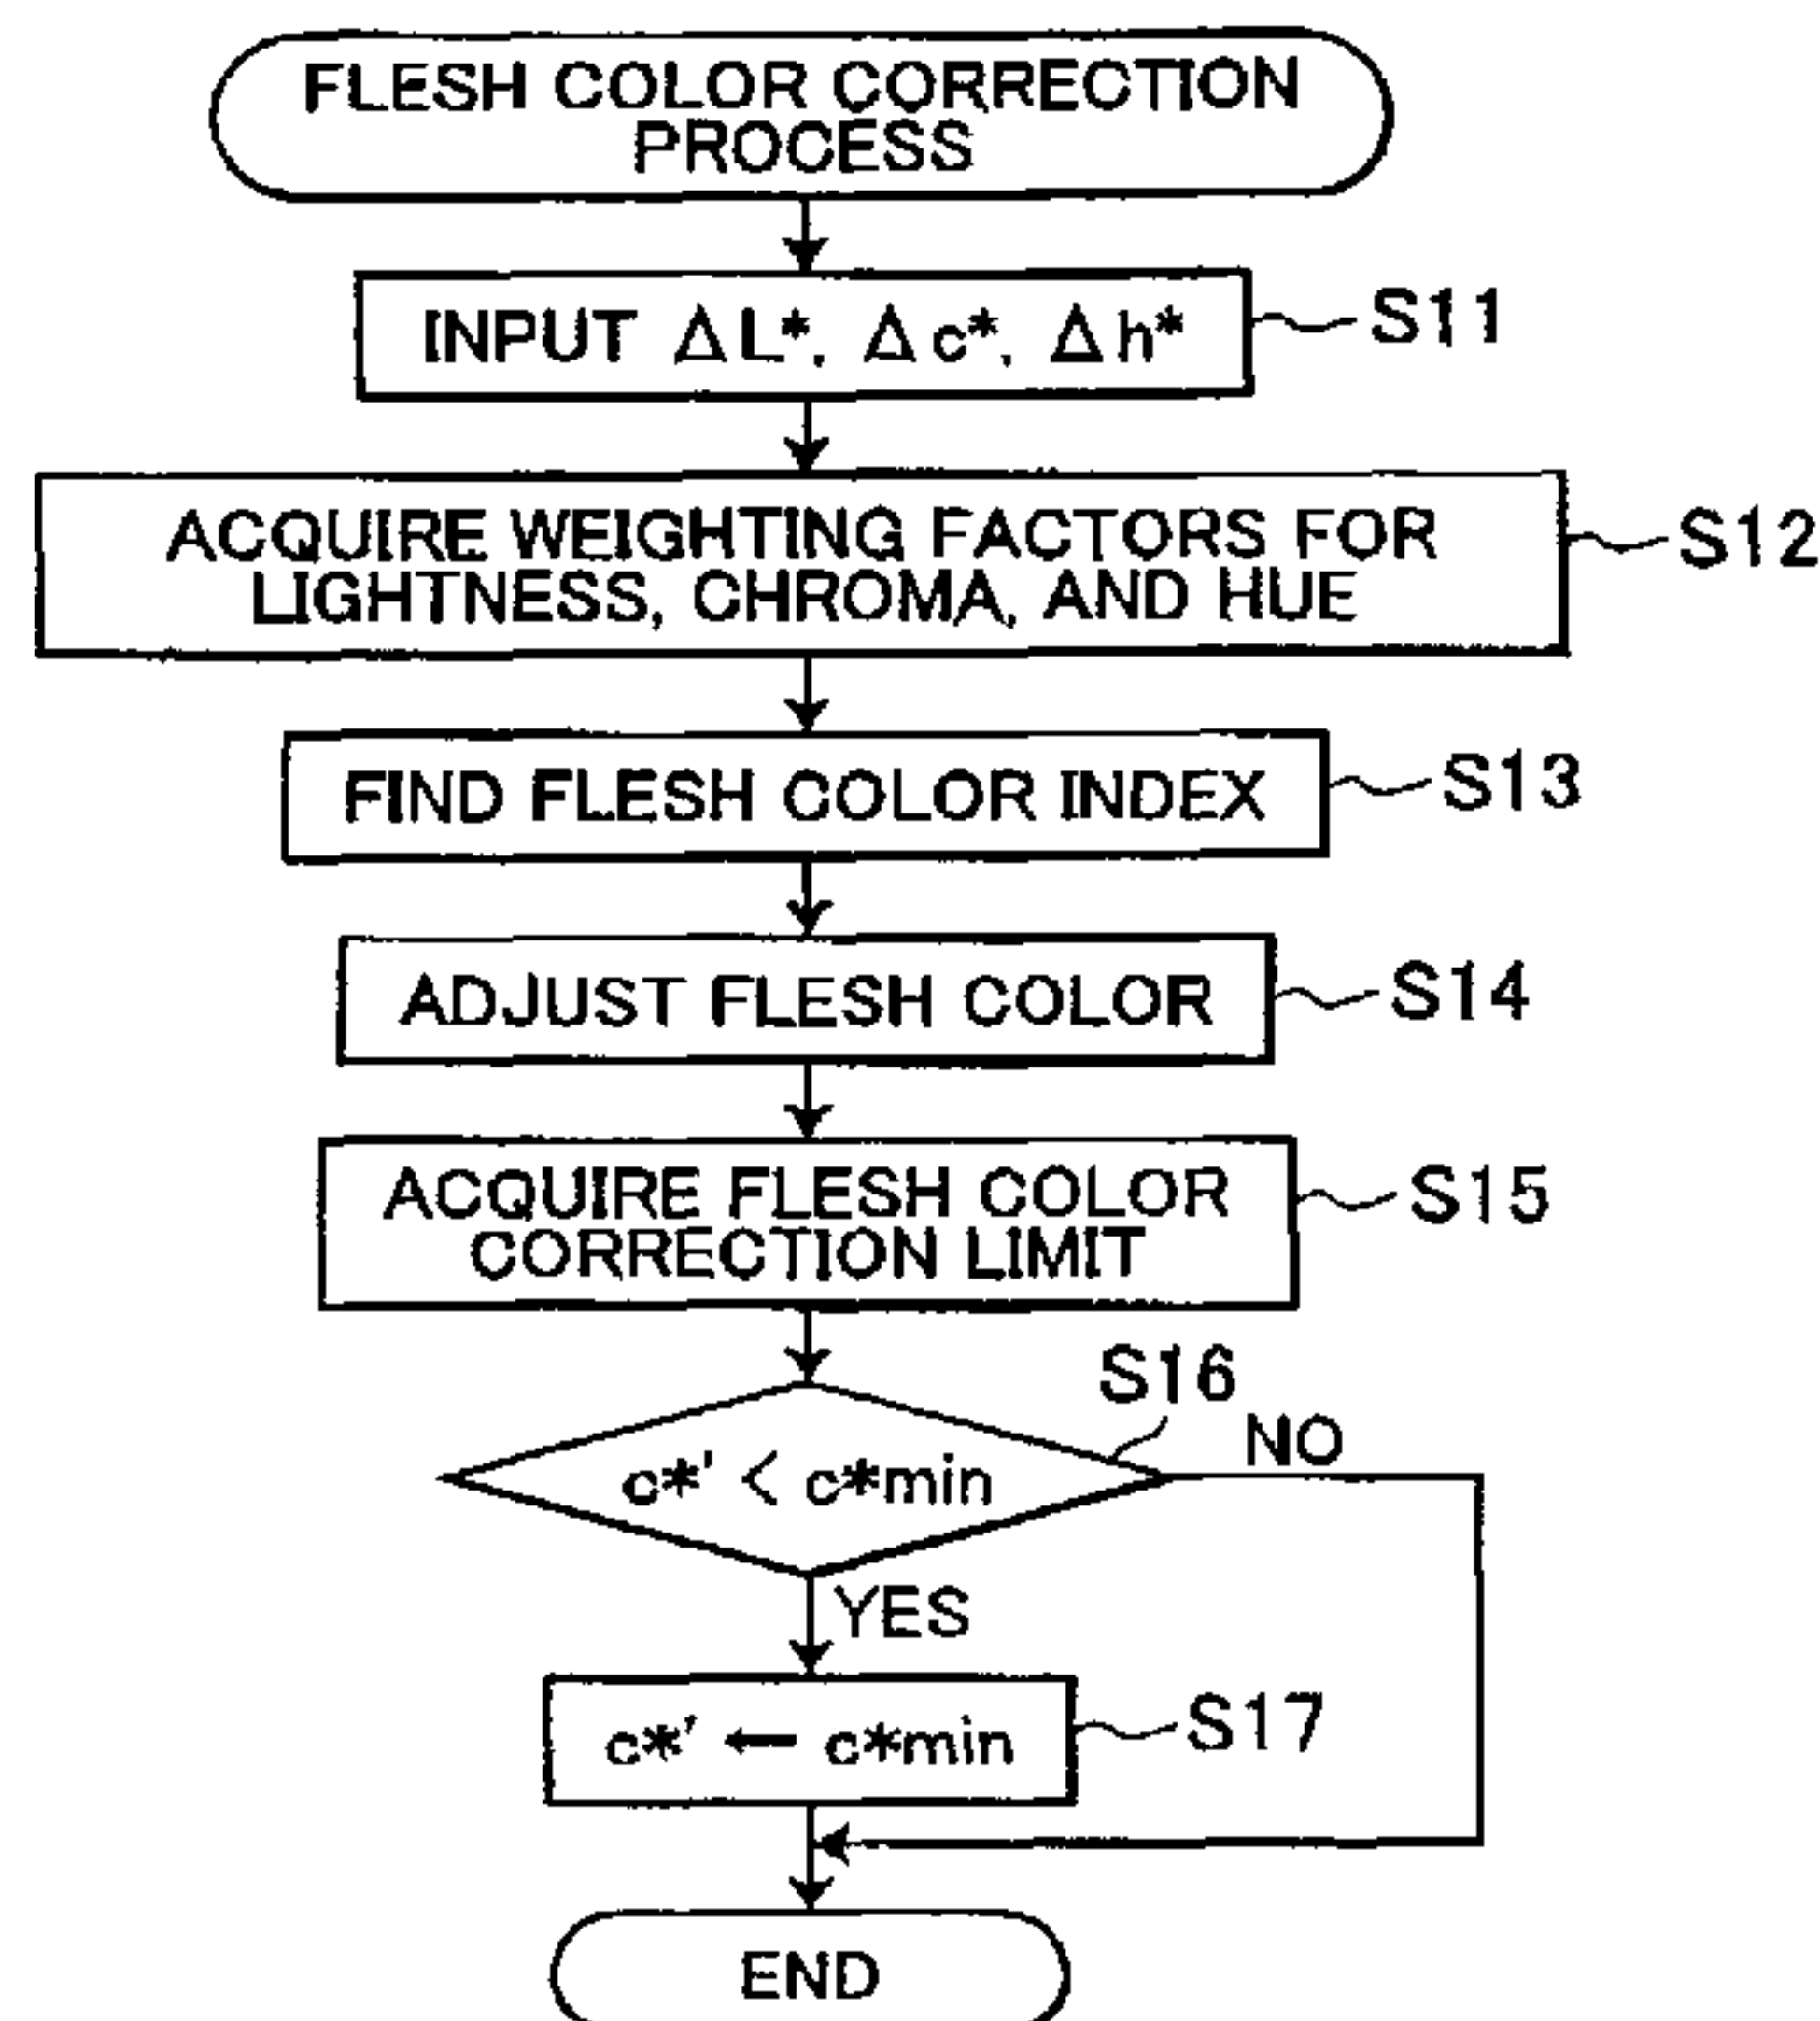 FLESH COLOR CORRECTION
PROCESS
INPUT ΔL*, Δc*, Δh*
S11
ACQUIRE WEIGHTING FACTORS FOR
LIGHTNESS, CHROMA, AND HUE
S12
FIND FLESH COLOR INDEX
S13
ADJUST FLESH COLOR
S14
ACQUIRE FLESH COLOR
CORRECTION LIMIT
S15
S16
NO
c*' < c*min
YES
c*' ← c*min
S17
END